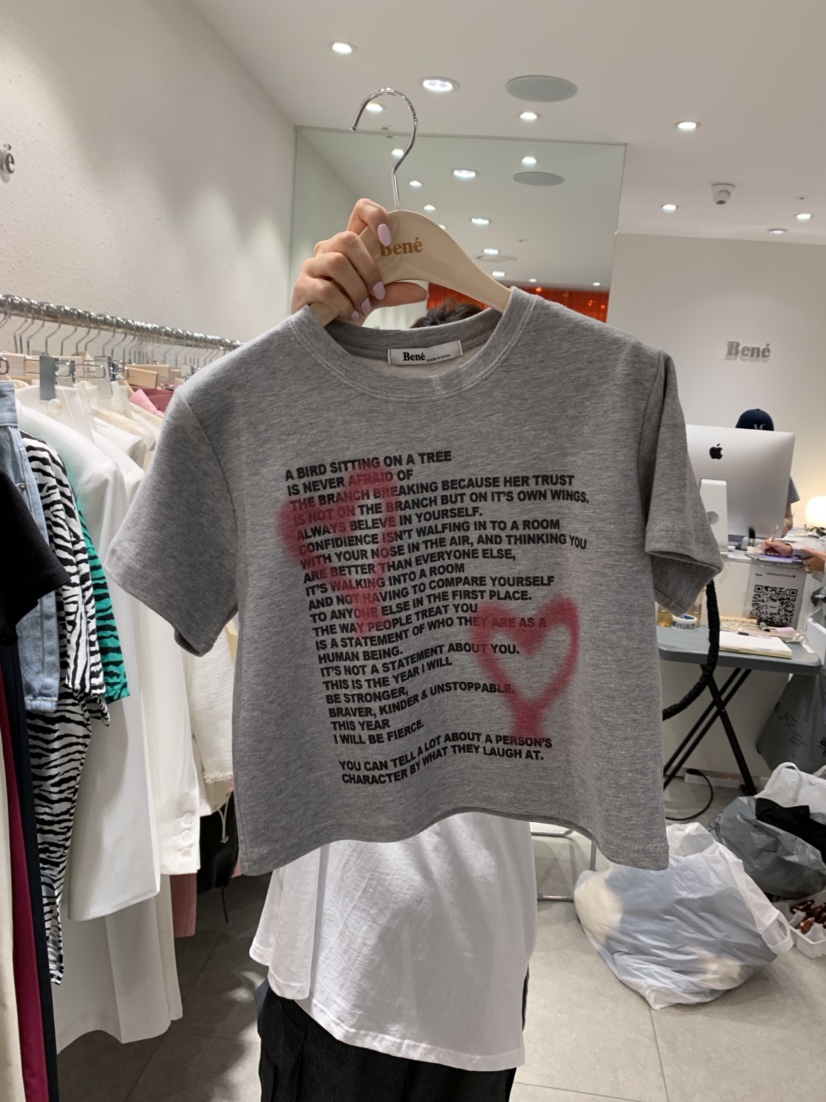 é
Bené
Bené
Bené
A BIRD SITTING ON A TREE
IS NEVER AFRAID OF
THE BRANCH BREAKING BECAUSE HER TRUST
IS NOT ON THE BRANCH BUT ON IT'S OWN WINGS.
ALWAYS BELEVE IN YOURSELF.
CONFIDIENCE ISN'T WALFING IN TO A ROOM
WITH YOUR NOSE IN THE AIR, AND THINKING YOU
ARE BETTER THAN EVERYONE ELSE,
IT'S WALKING INTO A ROOM
AND NOT HAVING TO COMPARE YOURSELF
TO ANYONE ELSE IN THE FIRST PLACE.
THE WAY PEOPLE TREAT YOU
IS A STATEMENT OF WHO THEY ARE AS A
HUMAN BEING.
IT'S NOT A STATEMENT ABOUT YOU.
THIS IS THE YEAR I WILL
BE STRONGER,
BRAVER, KINDER & UNSTOPPABLE.
THIS YEAR
I WILL BE FIERCE.
YOU CAN TELL A LOT ABOUT A PERSON'S
CHARACTER BY WHAT THEY LAUGH AT.